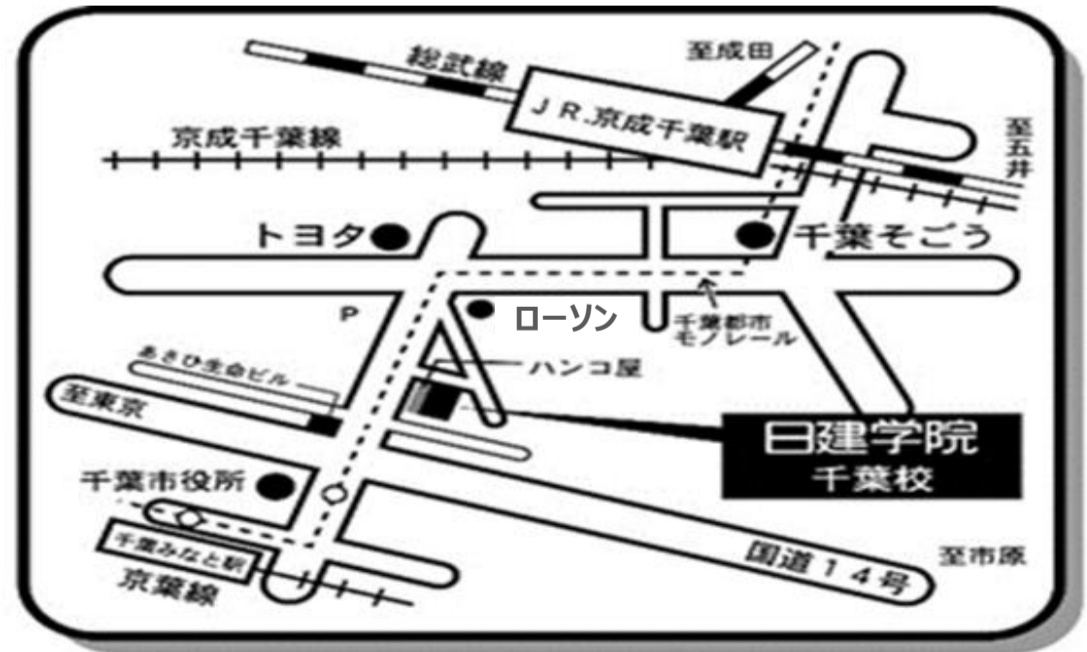 至成田
総武線
JR.京成千葉駅
京成千葉線
至五井
トヨタ
千葉そごう
P
ローソン
千葉都市
モノレール
あさひ生命ビル
ハンコ屋
至東京
日建学院
千葉校
千葉市役所
千葉みなと駅
国道14号
至市原
京葉線